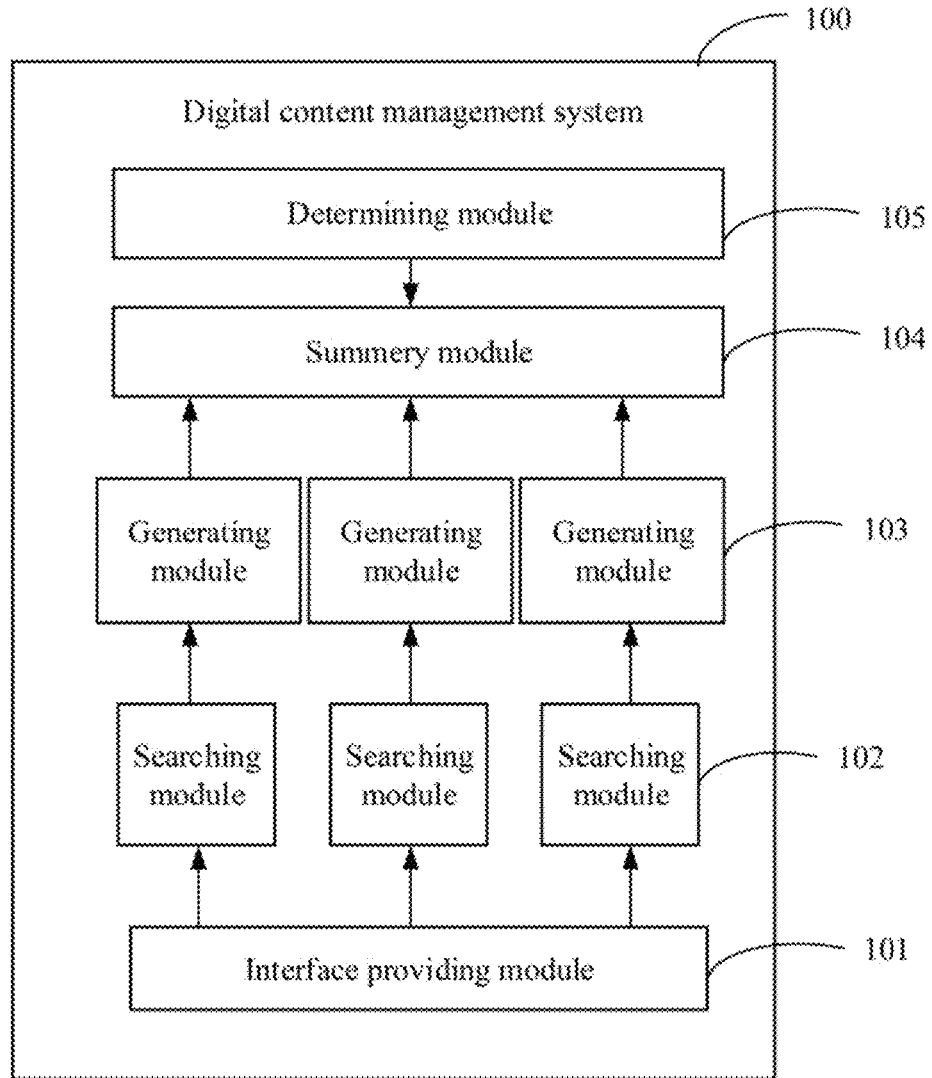 100
Digital content management system
Determining module
105
Summery module
104
Generating
module
Generating
module
Generating
module
103
Searching
module
Searching
module
Searching
module
102
Interface providing module
101